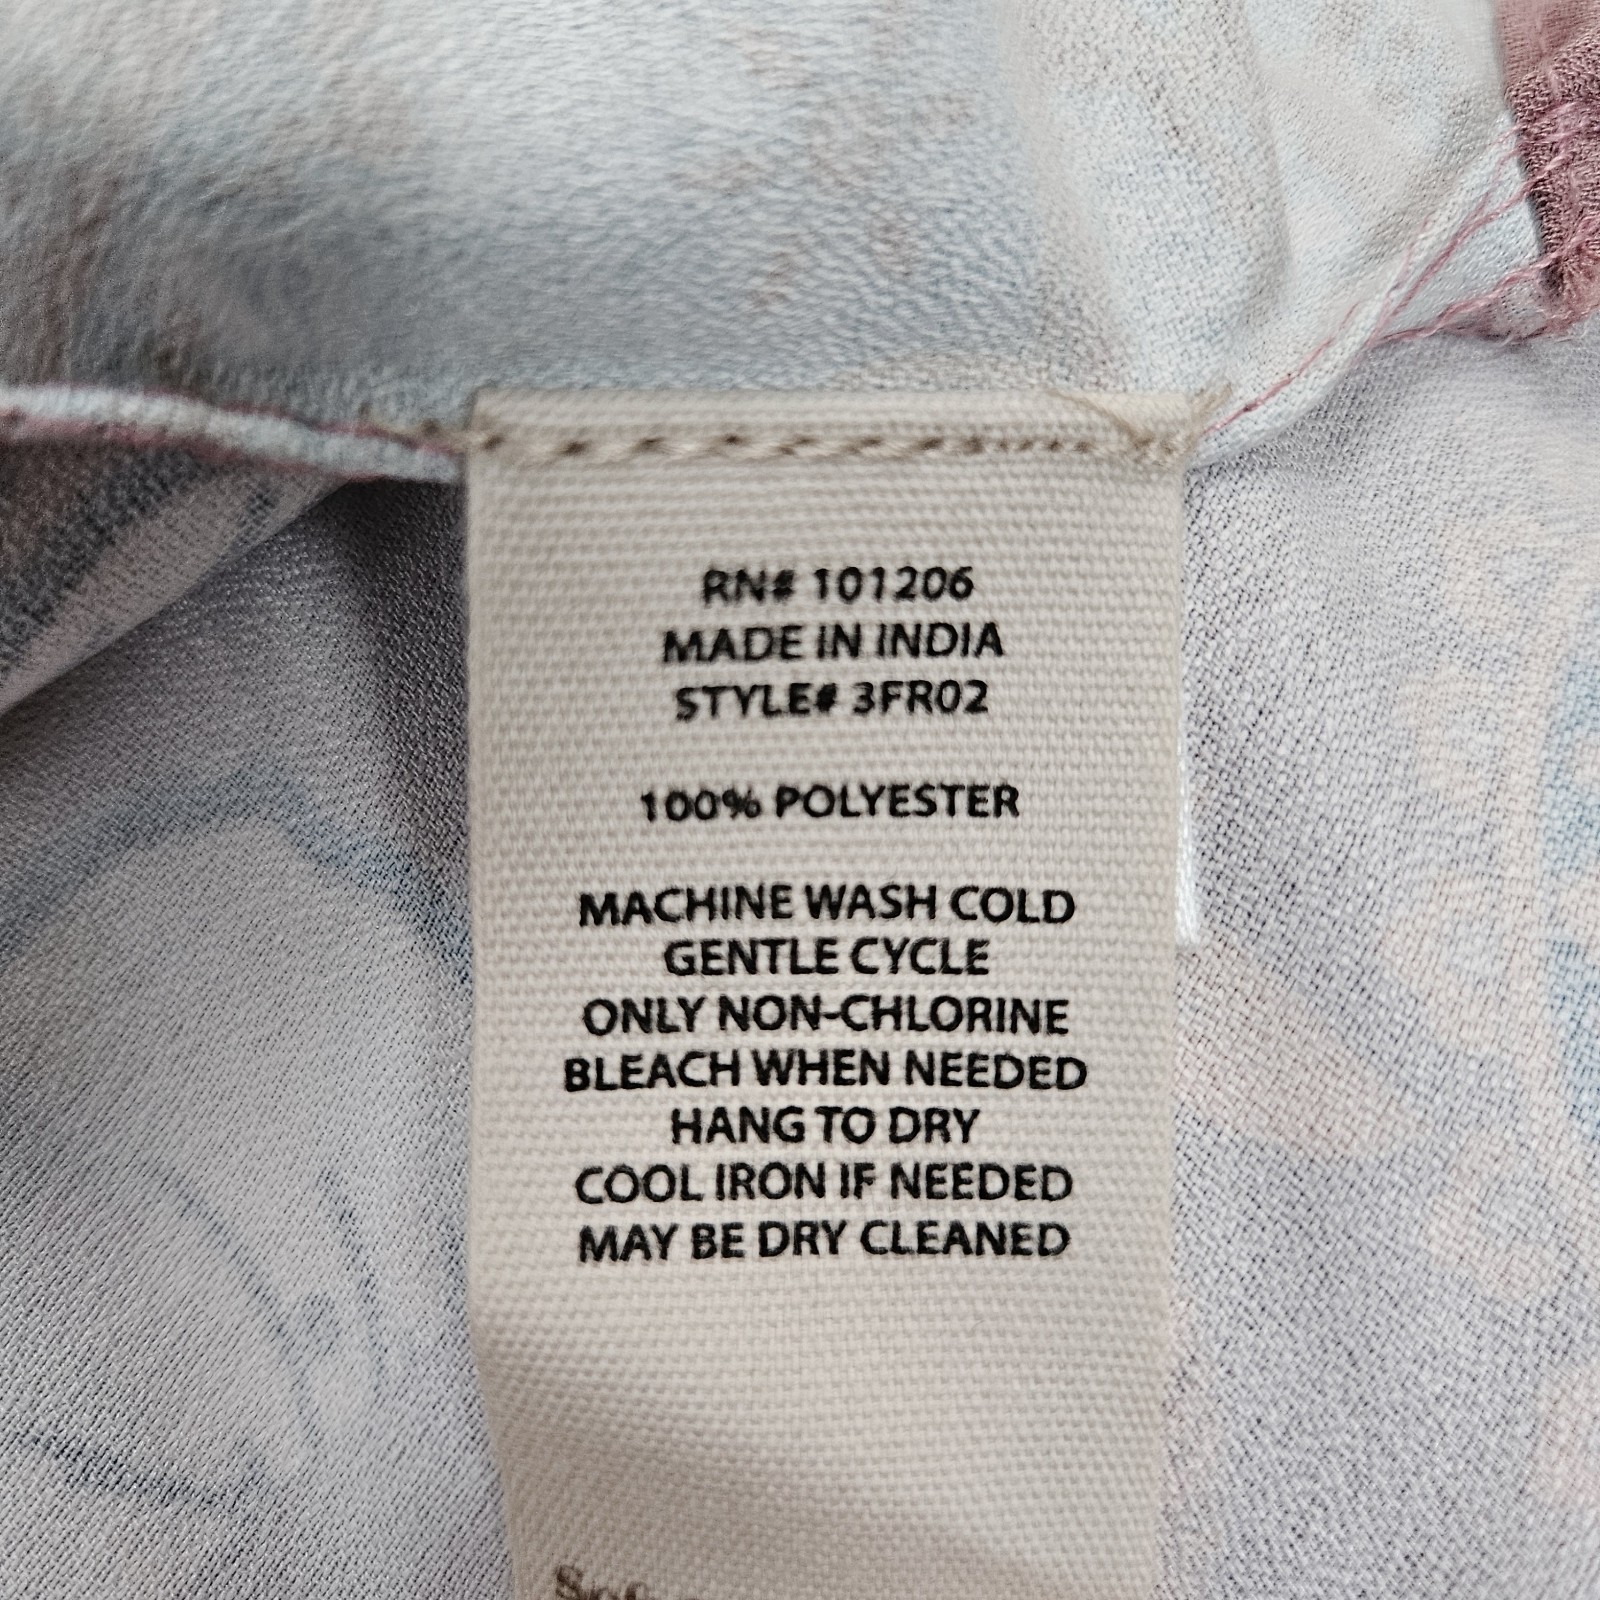 RN# 101206
MADE IN INDIA
STYLE# 3FR02
100% POLYESTER
MACHINE WASH COLD
GENTLE CYCLE
ONLY NON-CHLORINE
BLEACH WHEN NEEDED
HANG TO DRY
COOL IRON IF NEEDED
MAY BE DRY CLEANED